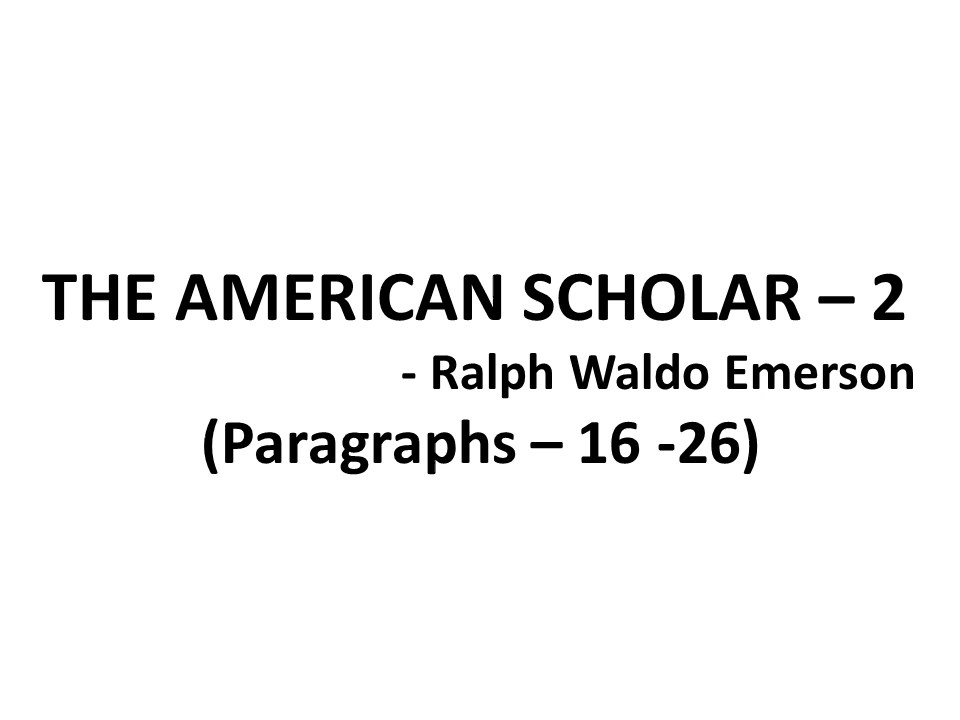 THE AMERICAN SCHOLAR – 2
- Ralph Waldo Emerson
(Paragraphs – 16 -26)